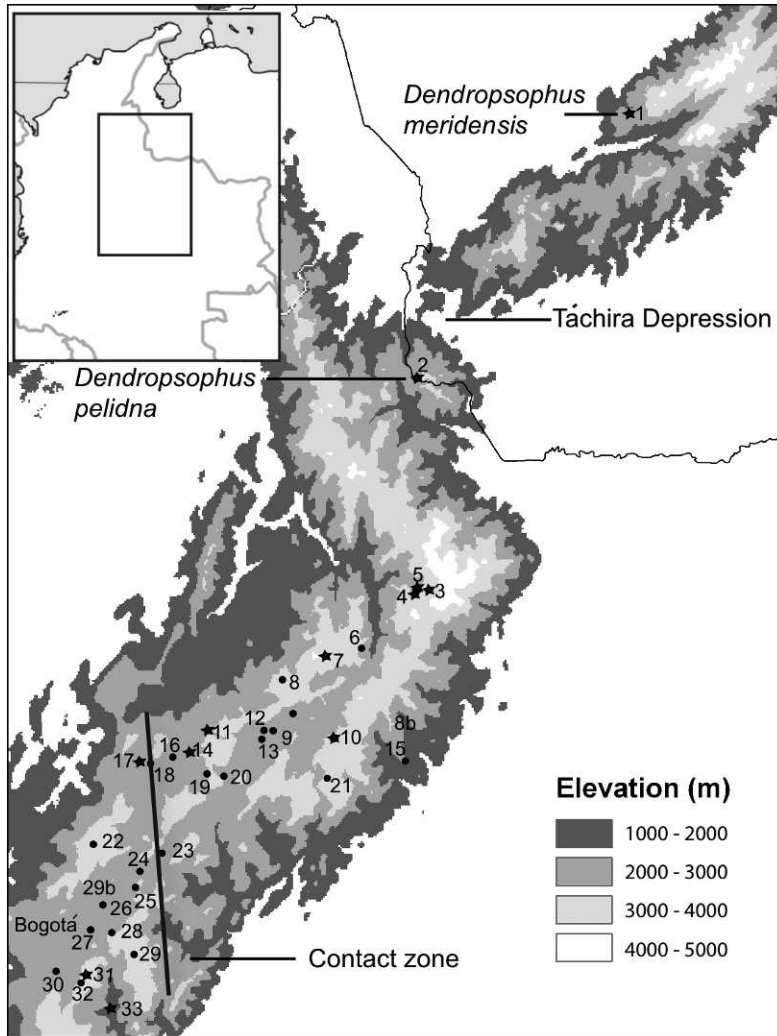 Dendropsophus
meridensis
1
Táchira Depression
2
Dendropsophus
pelidna
5
4
3
6
7
8
12
9
13
11
10
8b
15
16
14
17
18
19
20
21
22
23
24
29b
25
26
Bogotá
27
28
29
30
31
32
33
Contact zone
Elevation (m)
1000 - 2000
2000 - 3000
3000 - 4000
4000 - 5000